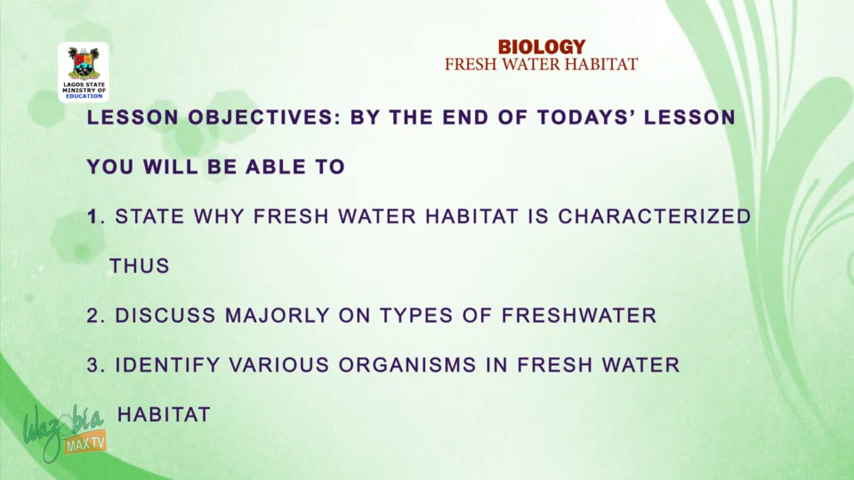 BIOLOGY
FRESH WATER HABITAT
LAGOS STATE
MINISTRY OF
EDUCATION
LESSON OBJECTIVES: BY THE END OF TODAYS’ LESSON
YOU WILL BE ABLE TO
1. STATE WHY FRESH WATER HABITAT IS CHARACTERIZED
THUS
2. DISCUSS MAJORLY ON TYPES OF FRESHWATER
3. IDENTIFY VARIOUS ORGANISMS IN FRESH WATER
HABITAT
Wazobia
MAX TV